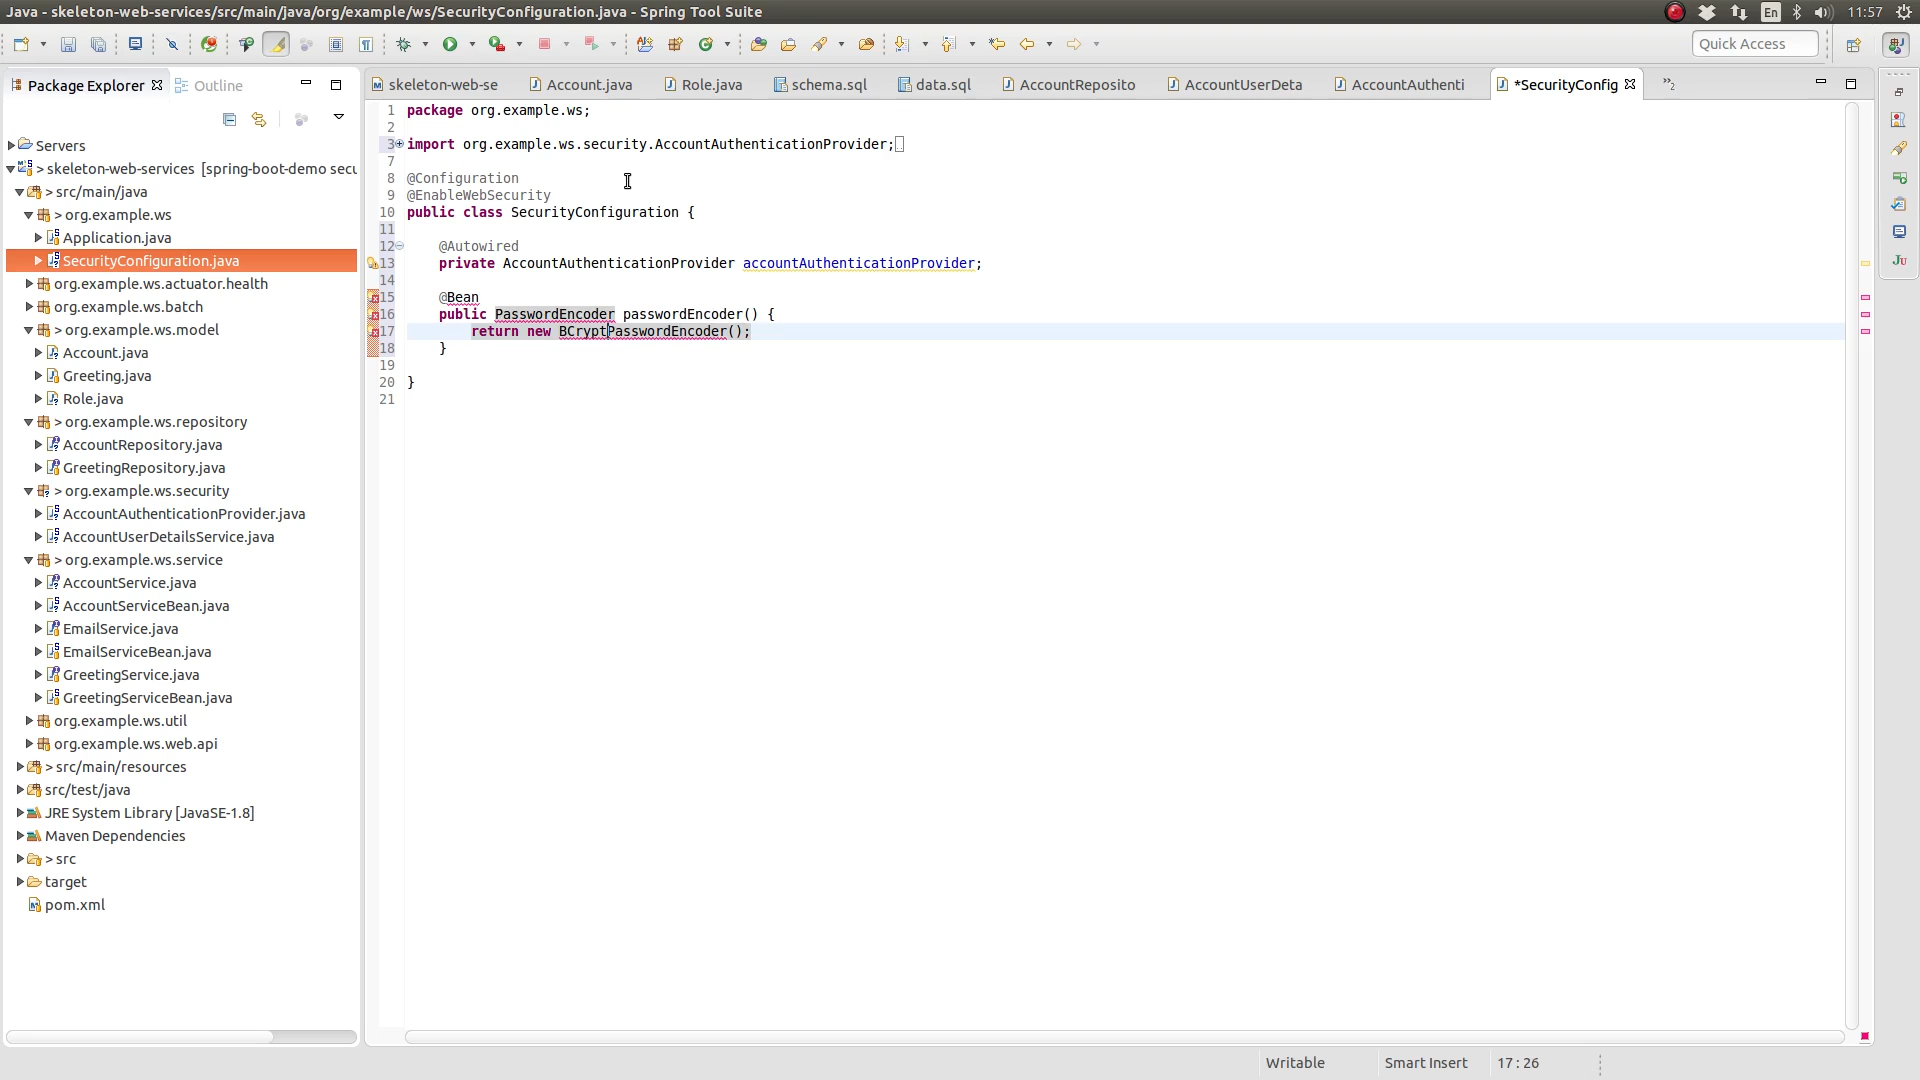 Java - skeleton-web-services/src/main/java/org/example/ws/SecurityConfiguration.java - Spring Tool Suite
En
11:57
Quick Access
Package Explorer
Outline
skeleton-web-se
Account.java
Role.java
schema.sql
data.sql
AccountReposito
AccountUserDeta
AccountAuthenti
*SecurityConfig
»2
Servers
> skeleton-web-services [spring-boot-demo secu
> src/main/java
> org.example.ws
Application.java
SecurityConfiguration.java
org.example.ws.actuator.health
org.example.ws.batch
> org.example.ws.model
Account.java
Greeting.java
Role.java
> org.example.ws.repository
AccountRepository.java
GreetingRepository.java
> org.example.ws.security
AccountAuthenticationProvider.java
AccountUserDetailsService.java
> org.example.ws.service
AccountService.java
AccountServiceBean.java
EmailService.java
EmailServiceBean.java
GreetingService.java
GreetingServiceBean.java
org.example.ws.util
org.example.ws.web.api
> src/main/resources
src/test/java
JRE System Library [JavaSE-1.8]
Maven Dependencies
> src
target
pom.xml
1 package org.example.ws;
2
3 import org.example.ws.security.AccountAuthenticationProvider;
7
8 @Configuration
9 @EnableWebSecurity
10 public class SecurityConfiguration {
11
12 @Autowired
13 private AccountAuthenticationProvider accountAuthenticationProvider;
14
15 @Bean
16 public PasswordEncoder passwordEncoder() {
17 return new BCryptPasswordEncoder();
18 }
19
20 }
21
Ju
Writable
Smart Insert
17 : 26